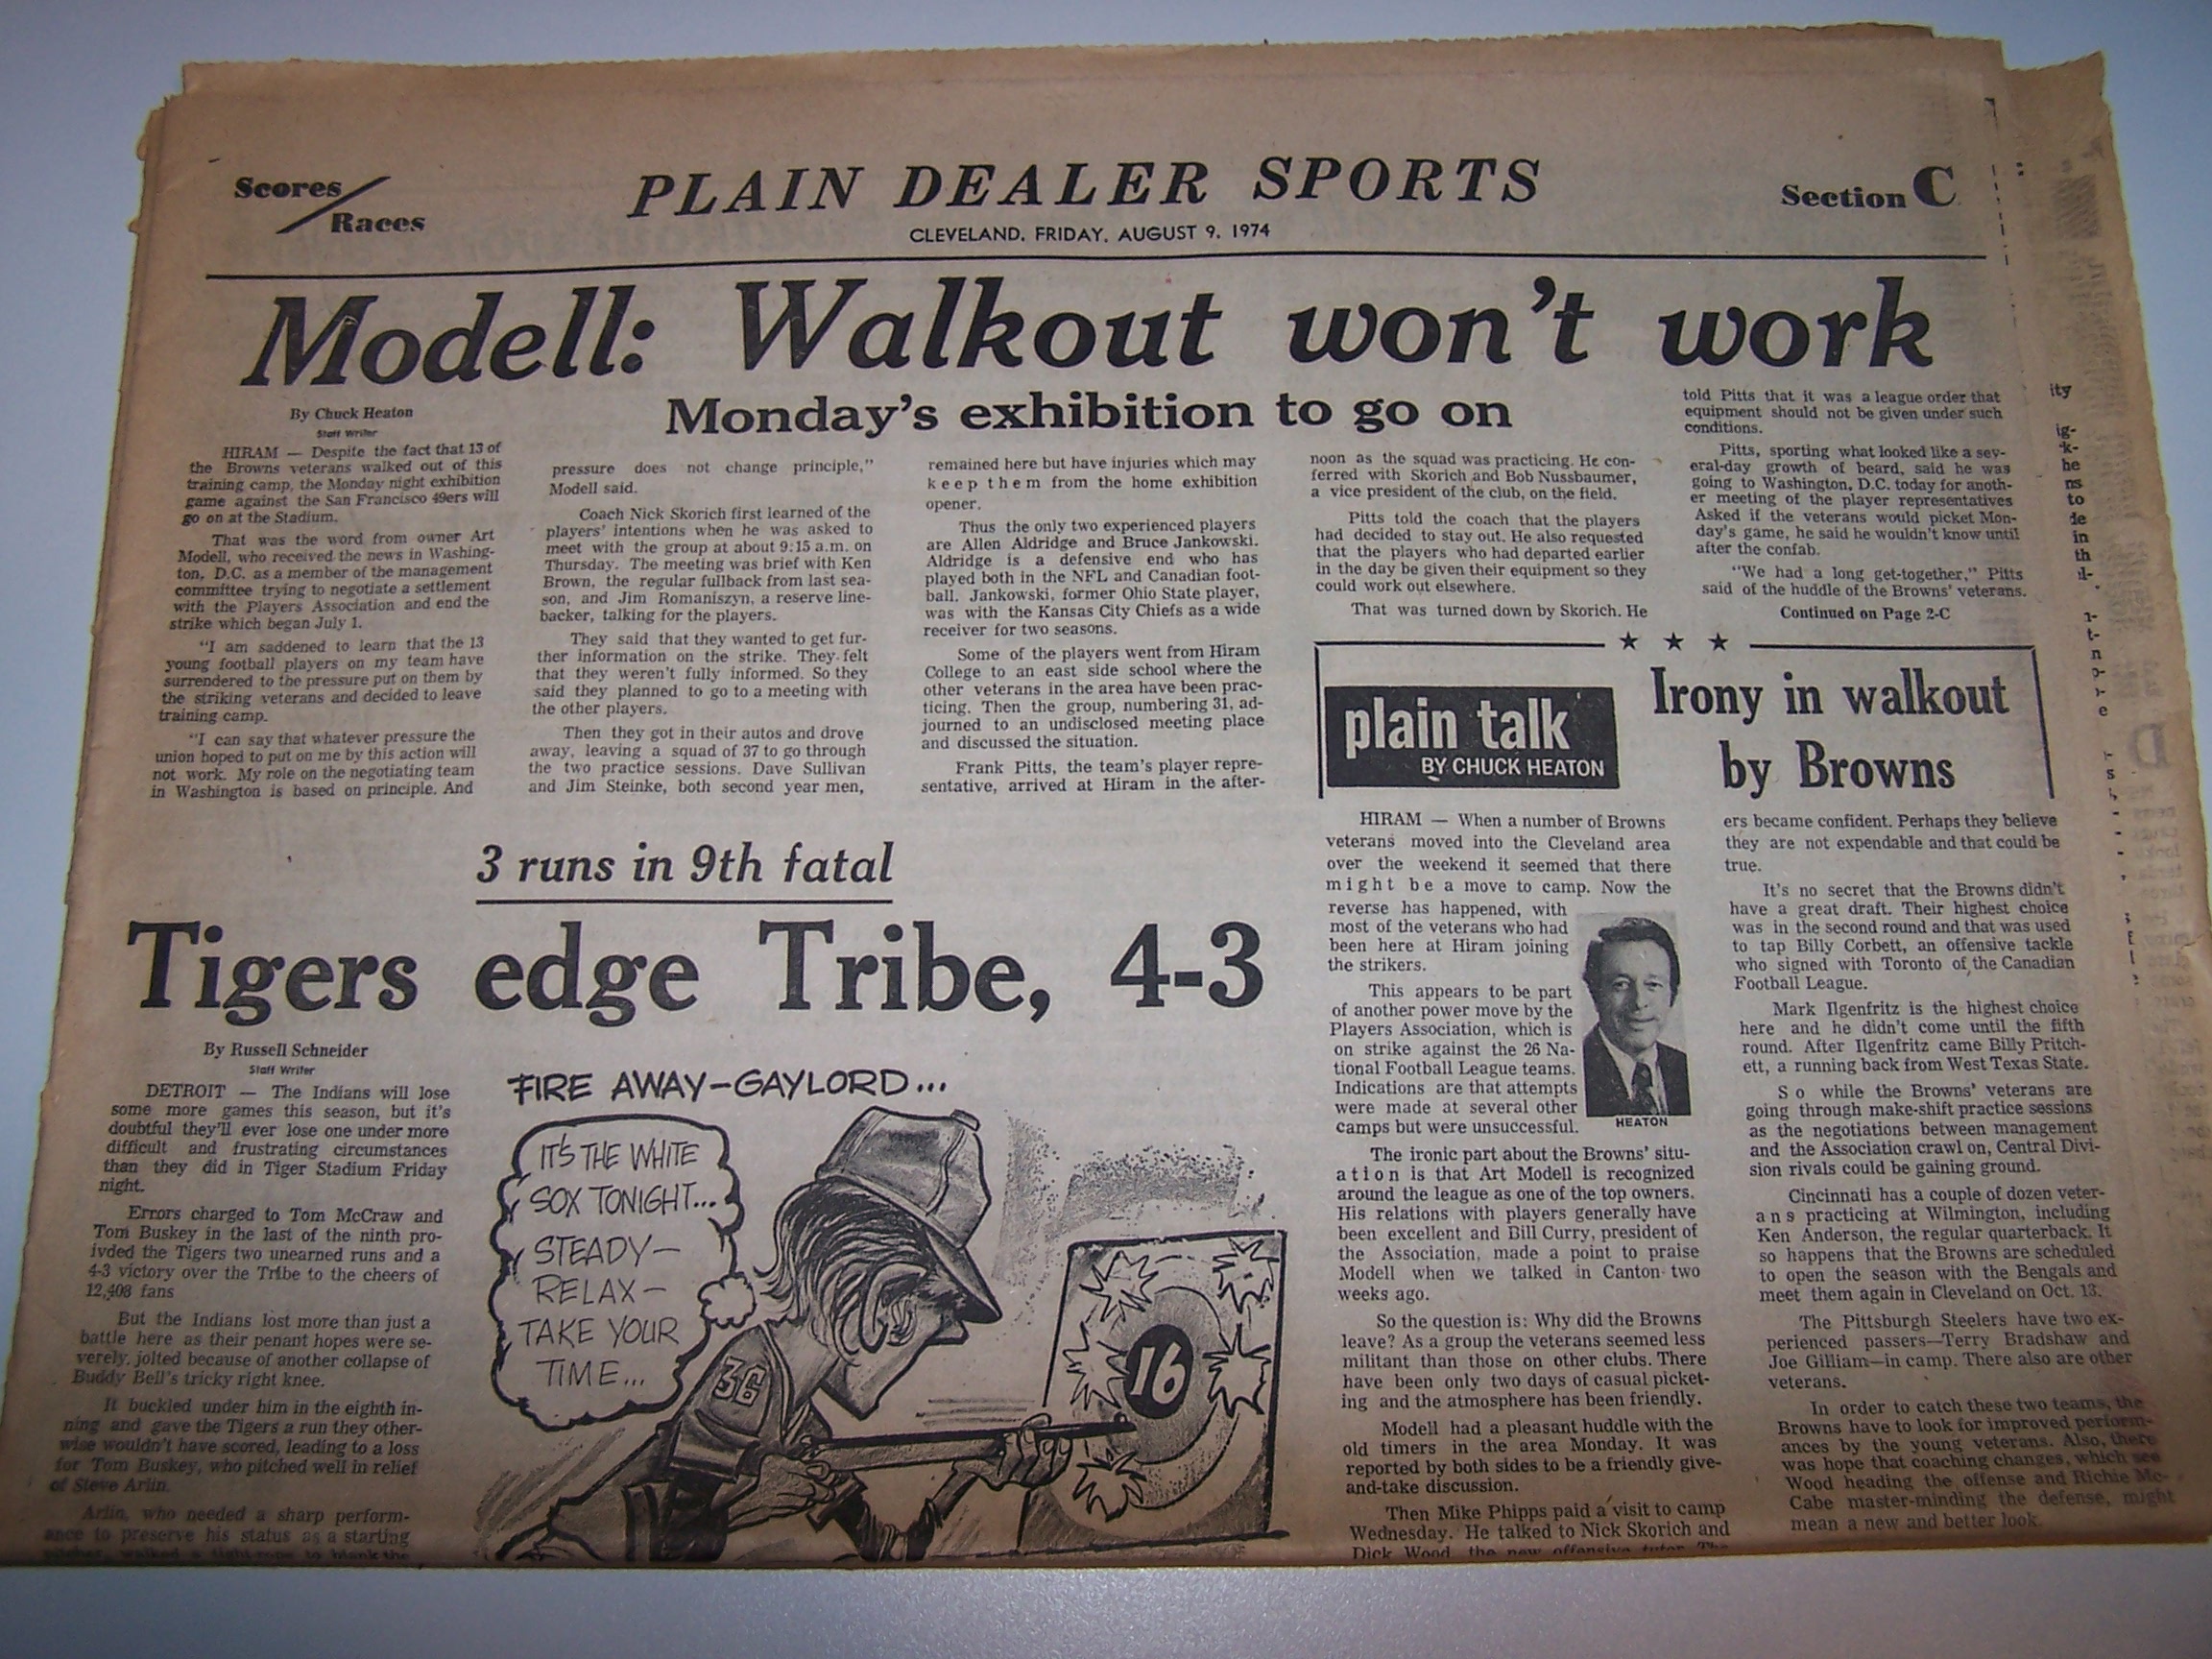 Scores/
Races
PLAIN DEALER SPORTS
CLEVELAND, FRIDAY, AUGUST 9, 1974
Section C
Modell: Walkout won't work
Monday's exhibition to go on
By Chuck Heaton
Staff Writer
HIRAM — Despite the fact that 13 of
the Browns veterans walked out of this
training camp, the Monday night exhibition
game against the San Francisco 49ers will
go on at the Stadium.
That was the word from owner Art
Modell, who received the news in Washing-
ton, D.C. as a member of the management
committee trying to negotiate a settlement
with the Players Association and end the
strike which began July 1.
"I am saddened to learn that the 13
young football players on my team have
surrendered to the pressure put on them by
the striking veterans and decided to leave
training camp.
"I can say that whatever pressure the
union hoped to put on me by this action will
not work. My role on the negotiating team
in Washington is based on principle. And
pressure does not change principle,"
Modell said.
Coach Nick Skorich first learned of the
players' intentions when he was asked to
meet with the group at about 9:15 a.m. on
Thursday. The meeting was brief with Ken
Brown, the regular fullback from last sea-
son, and Jim Romaniszyn, a reserve line-
backer, talking for the players.
They said that they wanted to get fur-
ther information on the strike. They felt
that they weren't fully informed. So they
said they planned to go to a meeting with
the other players.
Then they got in their autos and drove
away, leaving a squad of 37 to go through
the two practice sessions. Dave Sullivan
and Jim Steinke, both second year men,
remained here but have injuries which may
keep them from the home exhibition
opener.
Thus the only two experienced players
are Allen Aldridge and Bruce Jankowski.
Aldridge is a defensive end who has
played both in the NFL and Canadian foot-
ball. Jankowski, former Ohio State player,
was with the Kansas City Chiefs as a wide
receiver for two seasons.
Some of the players went from Hiram
College to an east side school where the
other veterans in the area have been prac-
ticing. Then the group, numbering 31, ad-
journed to an undisclosed meeting place
and discussed the situation.
Frank Pitts, the team's player repre-
sentative, arrived at Hiram in the after-
noon as the squad was practicing. He con-
ferred with Skorich and Bob Nussbaumer,
a vice president of the club, on the field.
Pitts told the coach that the players
had decided to stay out. He also requested
that the players who had departed earlier
in the day be given their equipment so they
could work out elsewhere.
That was turned down by Skorich. He
told Pitts that it was a league order that
equipment should not be given under such
conditions.
Pitts, sporting what looked like a sev-
eral-day growth of beard, said he was
going to Washington, D.C. today for anoth-
er meeting of the player representatives
Asked if the veterans would picket Mon-
day's game, he said he wouldn't know until
after the confab.
"We had a long get-together," Pitts
said of the huddle of the Browns' veterans.
Continued on Page 2-C
3 runs in 9th fatal
Tigers edge Tribe, 4-3
By Russell Schneider
Staff Writer
DETROIT — The Indians will lose
some more games this season, but it's
doubtful they'll ever lose one under more
difficult and frustrating circumstances
than they did in Tiger Stadium Friday
night.
Errors charged to Tom McCraw and
Tom Buskey in the last of the ninth pro-
ivded the Tigers two unearned runs and a
4-3 victory over the Tribe to the cheers of
12,408 fans
But the Indians lost more than just a
battle here as their penant hopes were se-
verely jolted because of another collapse of
Buddy Bell's tricky right knee.
It buckled under him in the eighth in-
ning and gave the Tigers a run they other-
wise wouldn't have scored, leading to a loss
for Tom Buskey, who pitched well in relief
of Steve Arlin.
Arlin, who needed a sharp perform-
ance to preserve his status as a starting
pitcher, walked a tight-rope to blank the
FIRE AWAY—GAYLORD...
IT'S THE WHITE
SOX TONIGHT...
STEADY—
RELAX—
TAKE YOUR
TIME...
36
16
plain talk
BY CHUCK HEATON
Irony in walkout
by Browns
HIRAM — When a number of Browns
veterans moved into the Cleveland area
over the weekend it seemed that there
might be a move to camp. Now the
reverse has happened, with
most of the veterans who had
been here at Hiram joining
the strikers.
This appears to be part
of another power move by the
Players Association, which is
on strike against the 26 Na-
tional Football League teams.
Indications are that attempts
were made at several other
camps but were unsuccessful.
HEATON
The ironic part about the Browns' situ-
ation is that Art Modell is recognized
around the league as one of the top owners.
His relations with players generally have
been excellent and Bill Curry, president of
the Association, made a point to praise
Modell when we talked in Canton two
weeks ago.
So the question is: Why did the Browns
leave? As a group the veterans seemed less
militant than those on other clubs. There
have been only two days of casual picket-
ing and the atmosphere has been friendly.
Modell had a pleasant huddle with the
old timers in the area Monday. It was
reported by both sides to be a friendly give-
and-take discussion.
Then Mike Phipps paid a visit to camp
Wednesday. He talked to Nick Skorich and
Dick Wood, the new offensive tutor. The
ers became confident. Perhaps they believe
they are not expendable and that could be
true.
It's no secret that the Browns didn't
have a great draft. Their highest choice
was in the second round and that was used
to tap Billy Corbett, an offensive tackle
who signed with Toronto of the Canadian
Football League.
Mark Ilgenfritz is the highest choice
here and he didn't come until the fifth
round. After Ilgenfritz came Billy Pritch-
ett, a running back from West Texas State.
So while the Browns' veterans are
going through make-shift practice sessions
as the negotiations between management
and the Association crawl on, Central Divi-
sion rivals could be gaining ground.
Cincinnati has a couple of dozen veter-
ans practicing at Wilmington, including
Ken Anderson, the regular quarterback. It
so happens that the Browns are scheduled
to open the season with the Bengals and
meet them again in Cleveland on Oct. 13.
The Pittsburgh Steelers have two ex-
perienced passers—Terry Bradshaw and
Joe Gilliam—in camp. There also are other
veterans.
In order to catch these two teams, the
Browns have to look for improved perform-
ances by the young veterans. Also, there
was hope that coaching changes, which see
Wood heading the offense and Richie Mc-
Cabe master-minding the defense, might
mean a new and better look.